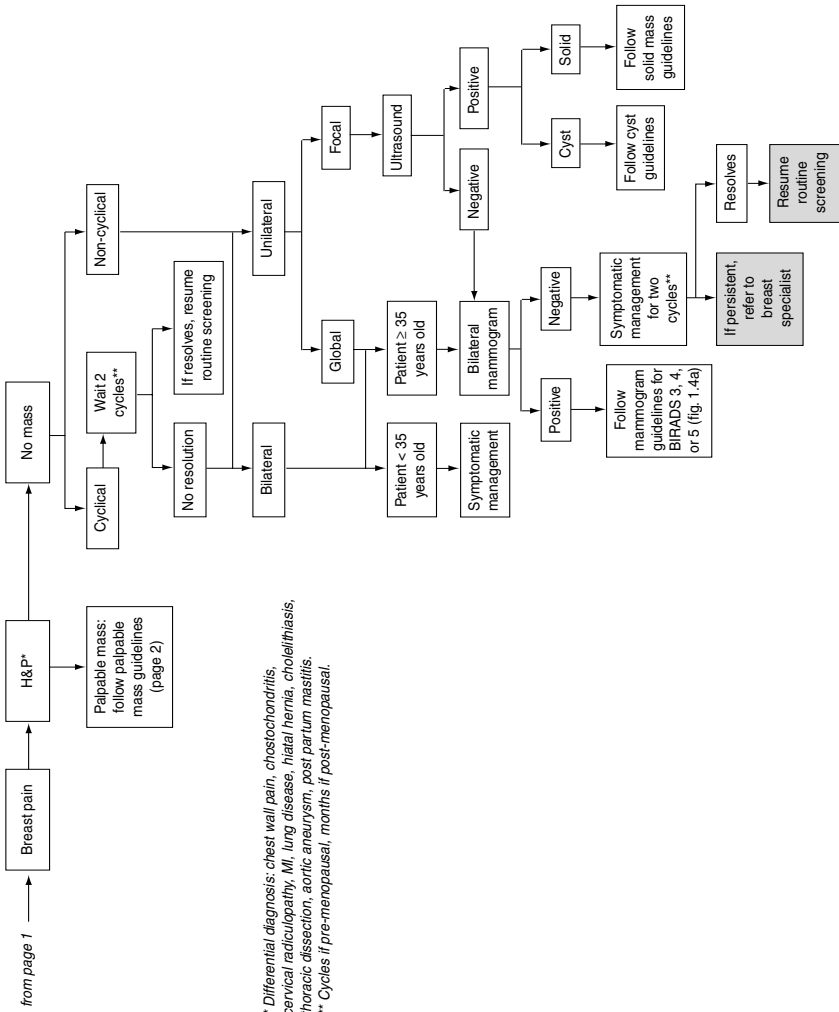 from page 1
Breast pain
H&P*
Palpable mass:
follow palpable
mass guidelines
(page 2)
No mass
Cyclical
Wait 2
cycles**
No resolution
If resolves, resume
routine screening
Non-cyclical
Bilateral
Unilateral
Global
Focal
Ultrasound
Negative
Positive
Cyst
Solid
Follow cyst
guidelines
Follow
solid mass
guidelines
Patient < 35
years old
Symptomatic
management
Patient ≥ 35
years old
Bilateral
mammogram
Positive
Follow
mammogram
guidelines for
BIRADS 3, 4,
or 5 (fig. 1.4a)
Negative
Symptomatic
management
for two
cycles**
If persistent,
refer to
breast
specialist
Resolves
Resume
routine
screening
* Differential diagnosis: chest wall pain, chostochondritis,
cervical radiculopathy, MI, lung disease, hiatal hernia, cholelithiasis,
thoracic dissection, aortic aneurysm, post partum mastitis.
** Cycles if pre-menopausal, months if post-menopausal.